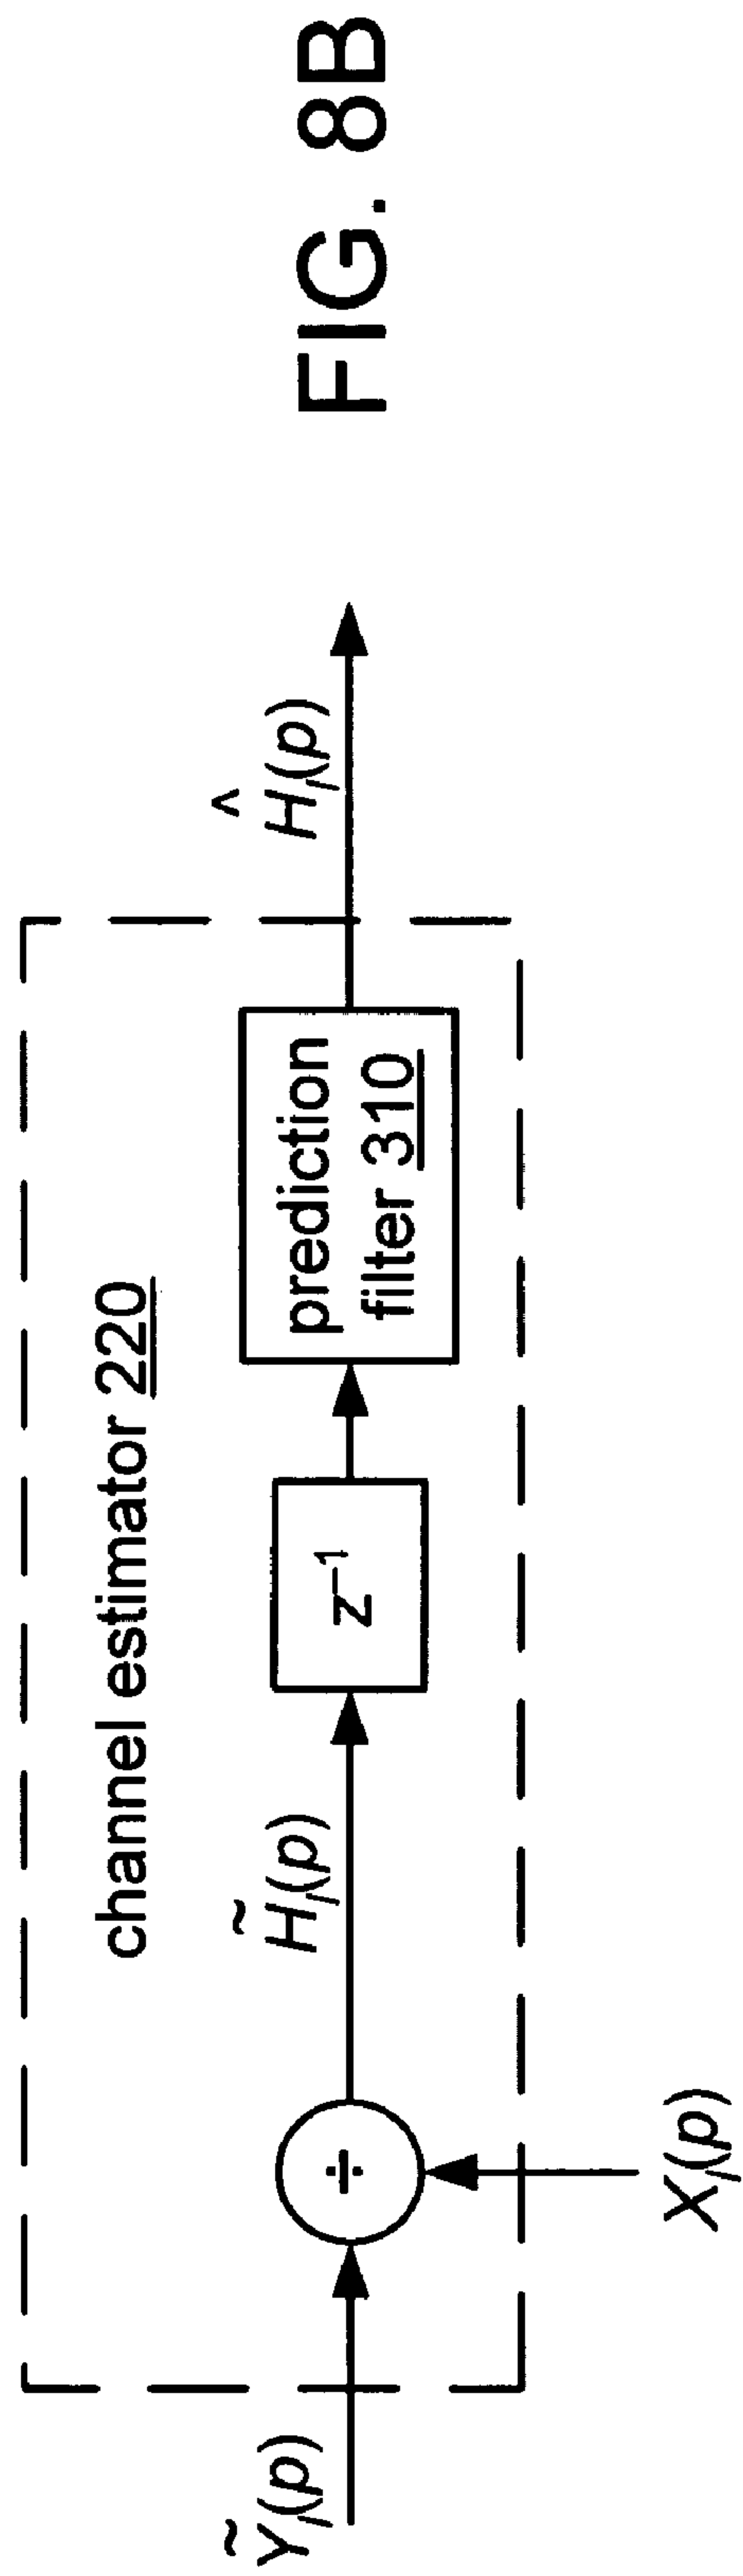 channel estimator 220
Ỹₗ(p)
÷
Xₗ(p)
H̃ₗ(p)
z⁻¹
prediction
filter 310
Ĥₗ(p)
FIG. 8B